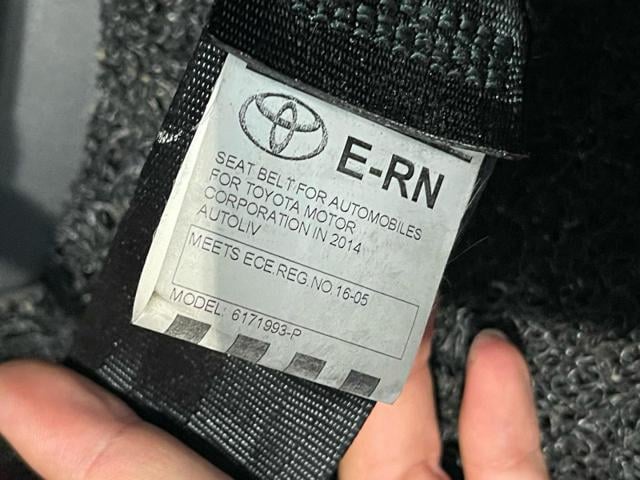 E-RN
SEAT BELT FOR AUTOMOBILES
FOR TOYOTA MOTOR
CORPORATION IN 2014
AUTOLIV
MEETS ECE.REG.NO.16-05
MODEL: 6171993-P